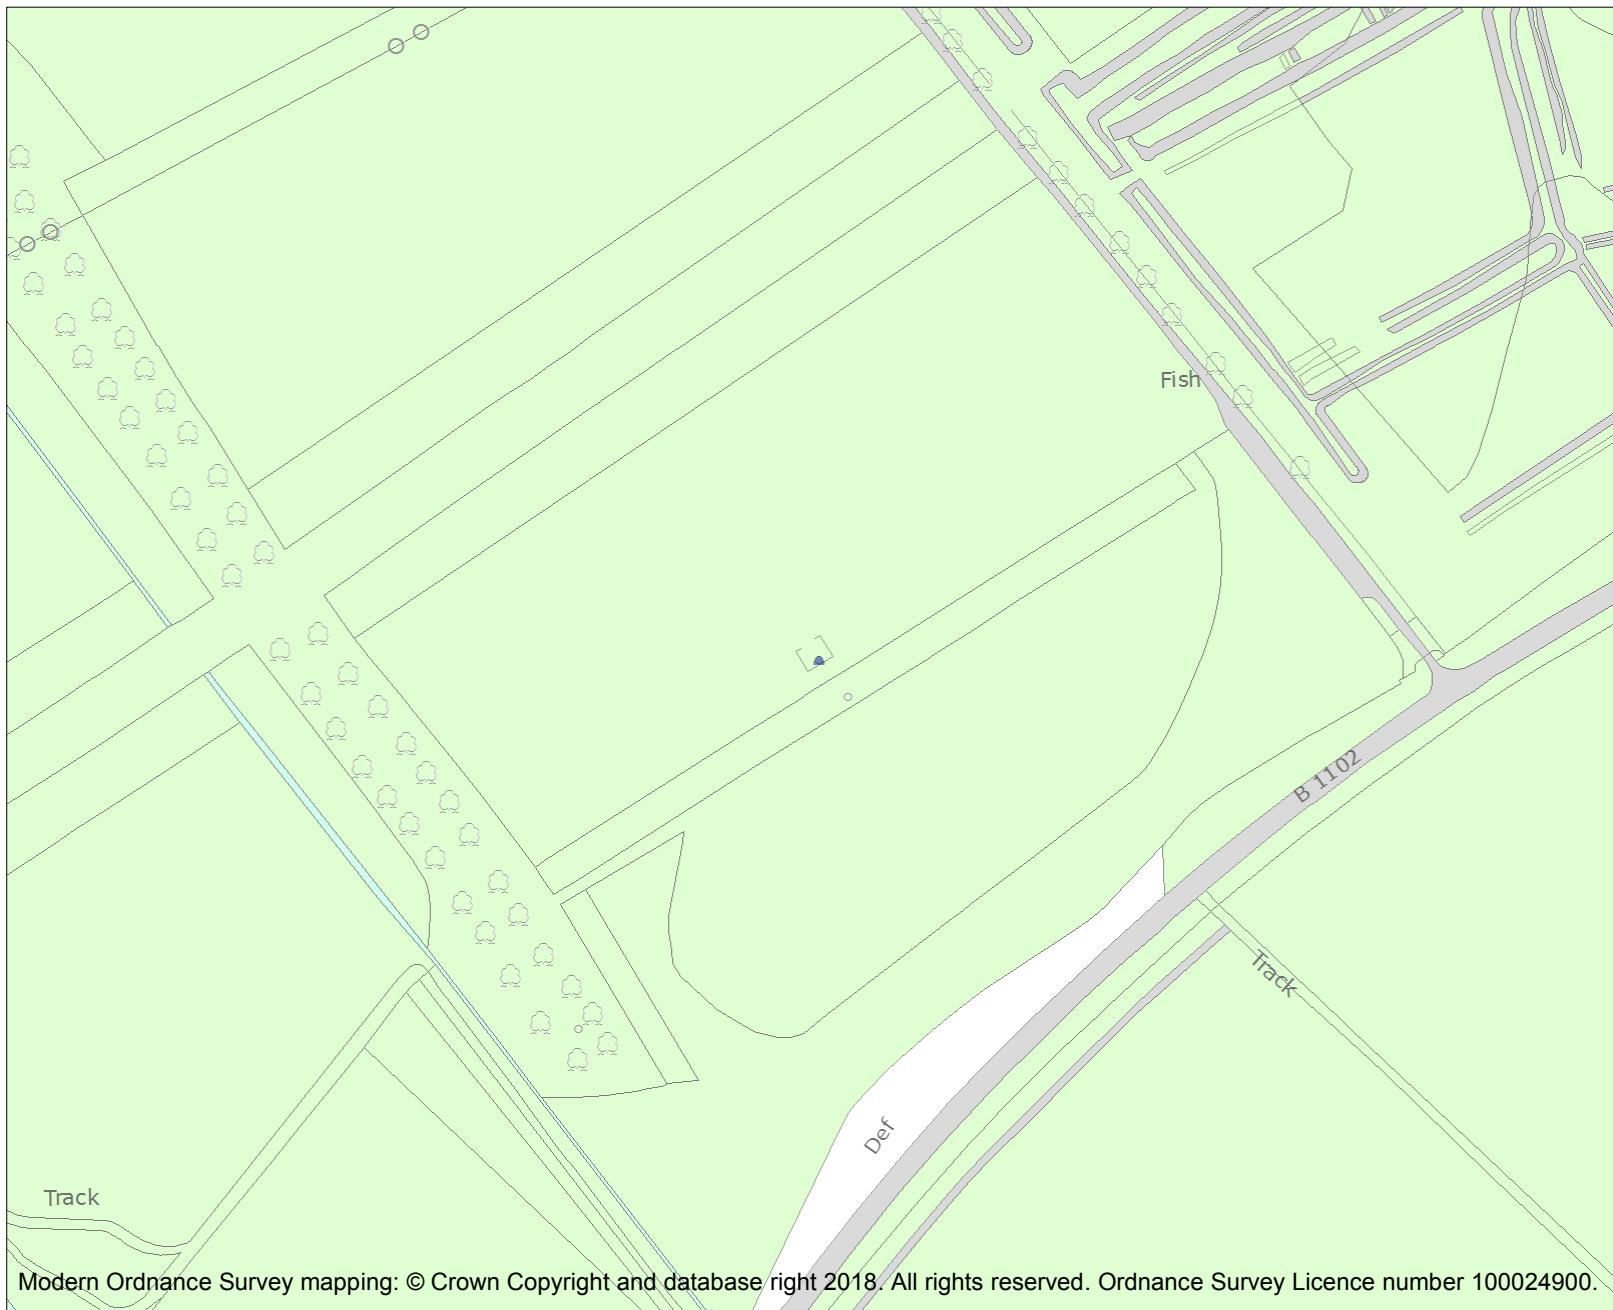 Fish
B 1102
Track
Def
Track
Modern Ordnance Survey mapping: © Crown Copyright and database right 2018. All rights reserved. Ordnance Survey Licence number 100024900.